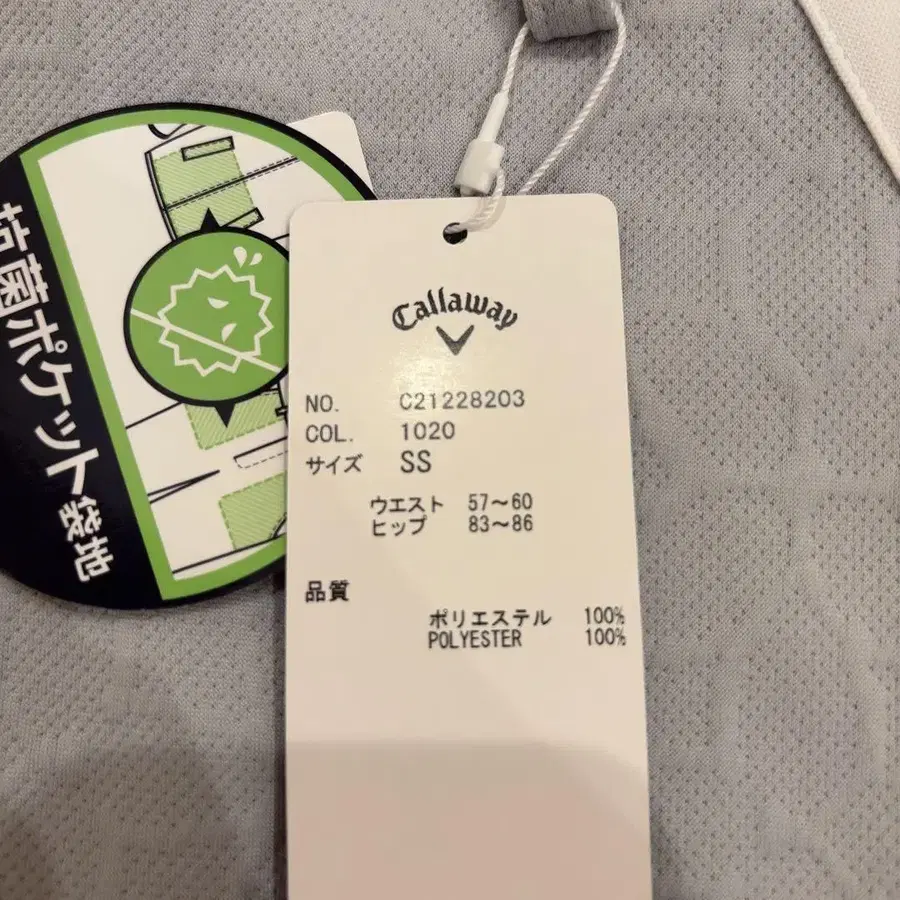 抗菌ポケット袋地
Callaway
NO. C21228203
COL. 1020
サイズ SS
ウエスト 57～60
ヒップ 83～86
品質
ポリエステル 100%
POLYESTER 100%